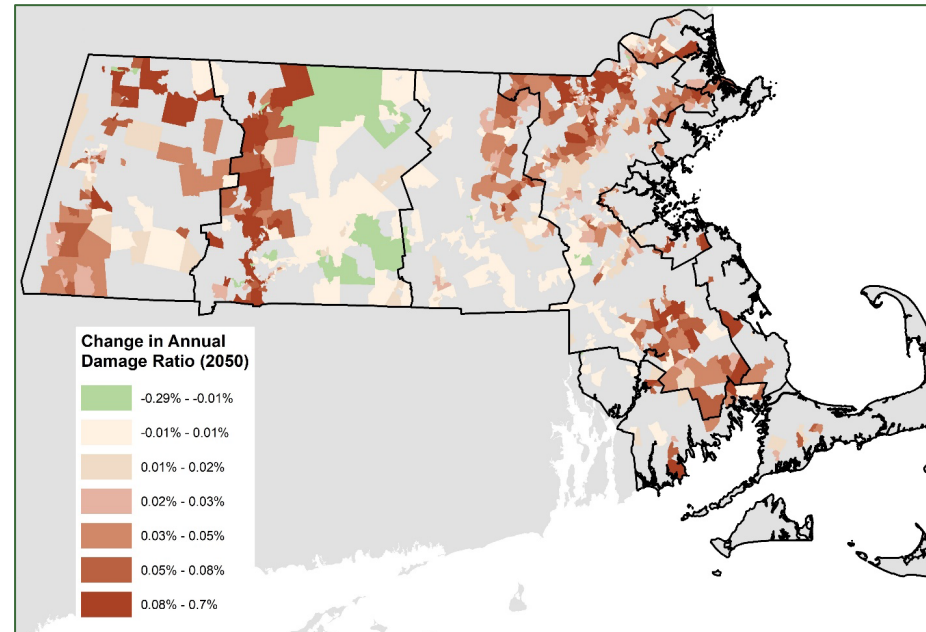 Change in Annual
Damage Ratio (2050)
-0.29% - -0.01%
-0.01% - 0.01%
0.01% - 0.02%
0.02% - 0.03%
0.03% - 0.05%
0.05% - 0.08%
0.08% - 0.7%